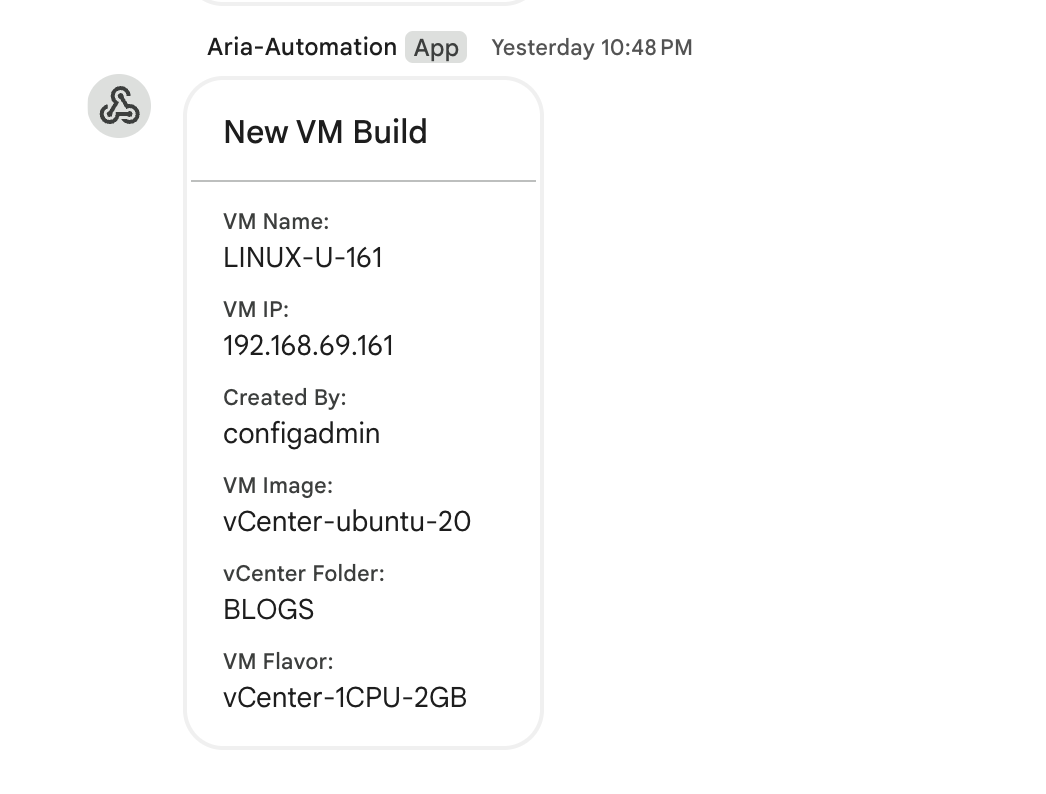 Aria-Automation App Yesterday 10:48 PM
New VM Build
VM Name:
LINUX-U-161
VM IP:
192.168.69.161
Created By:
configadmin
VM Image:
vCenter-ubuntu-20
vCenter Folder:
BLOGS
VM Flavor:
vCenter-1CPU-2GB